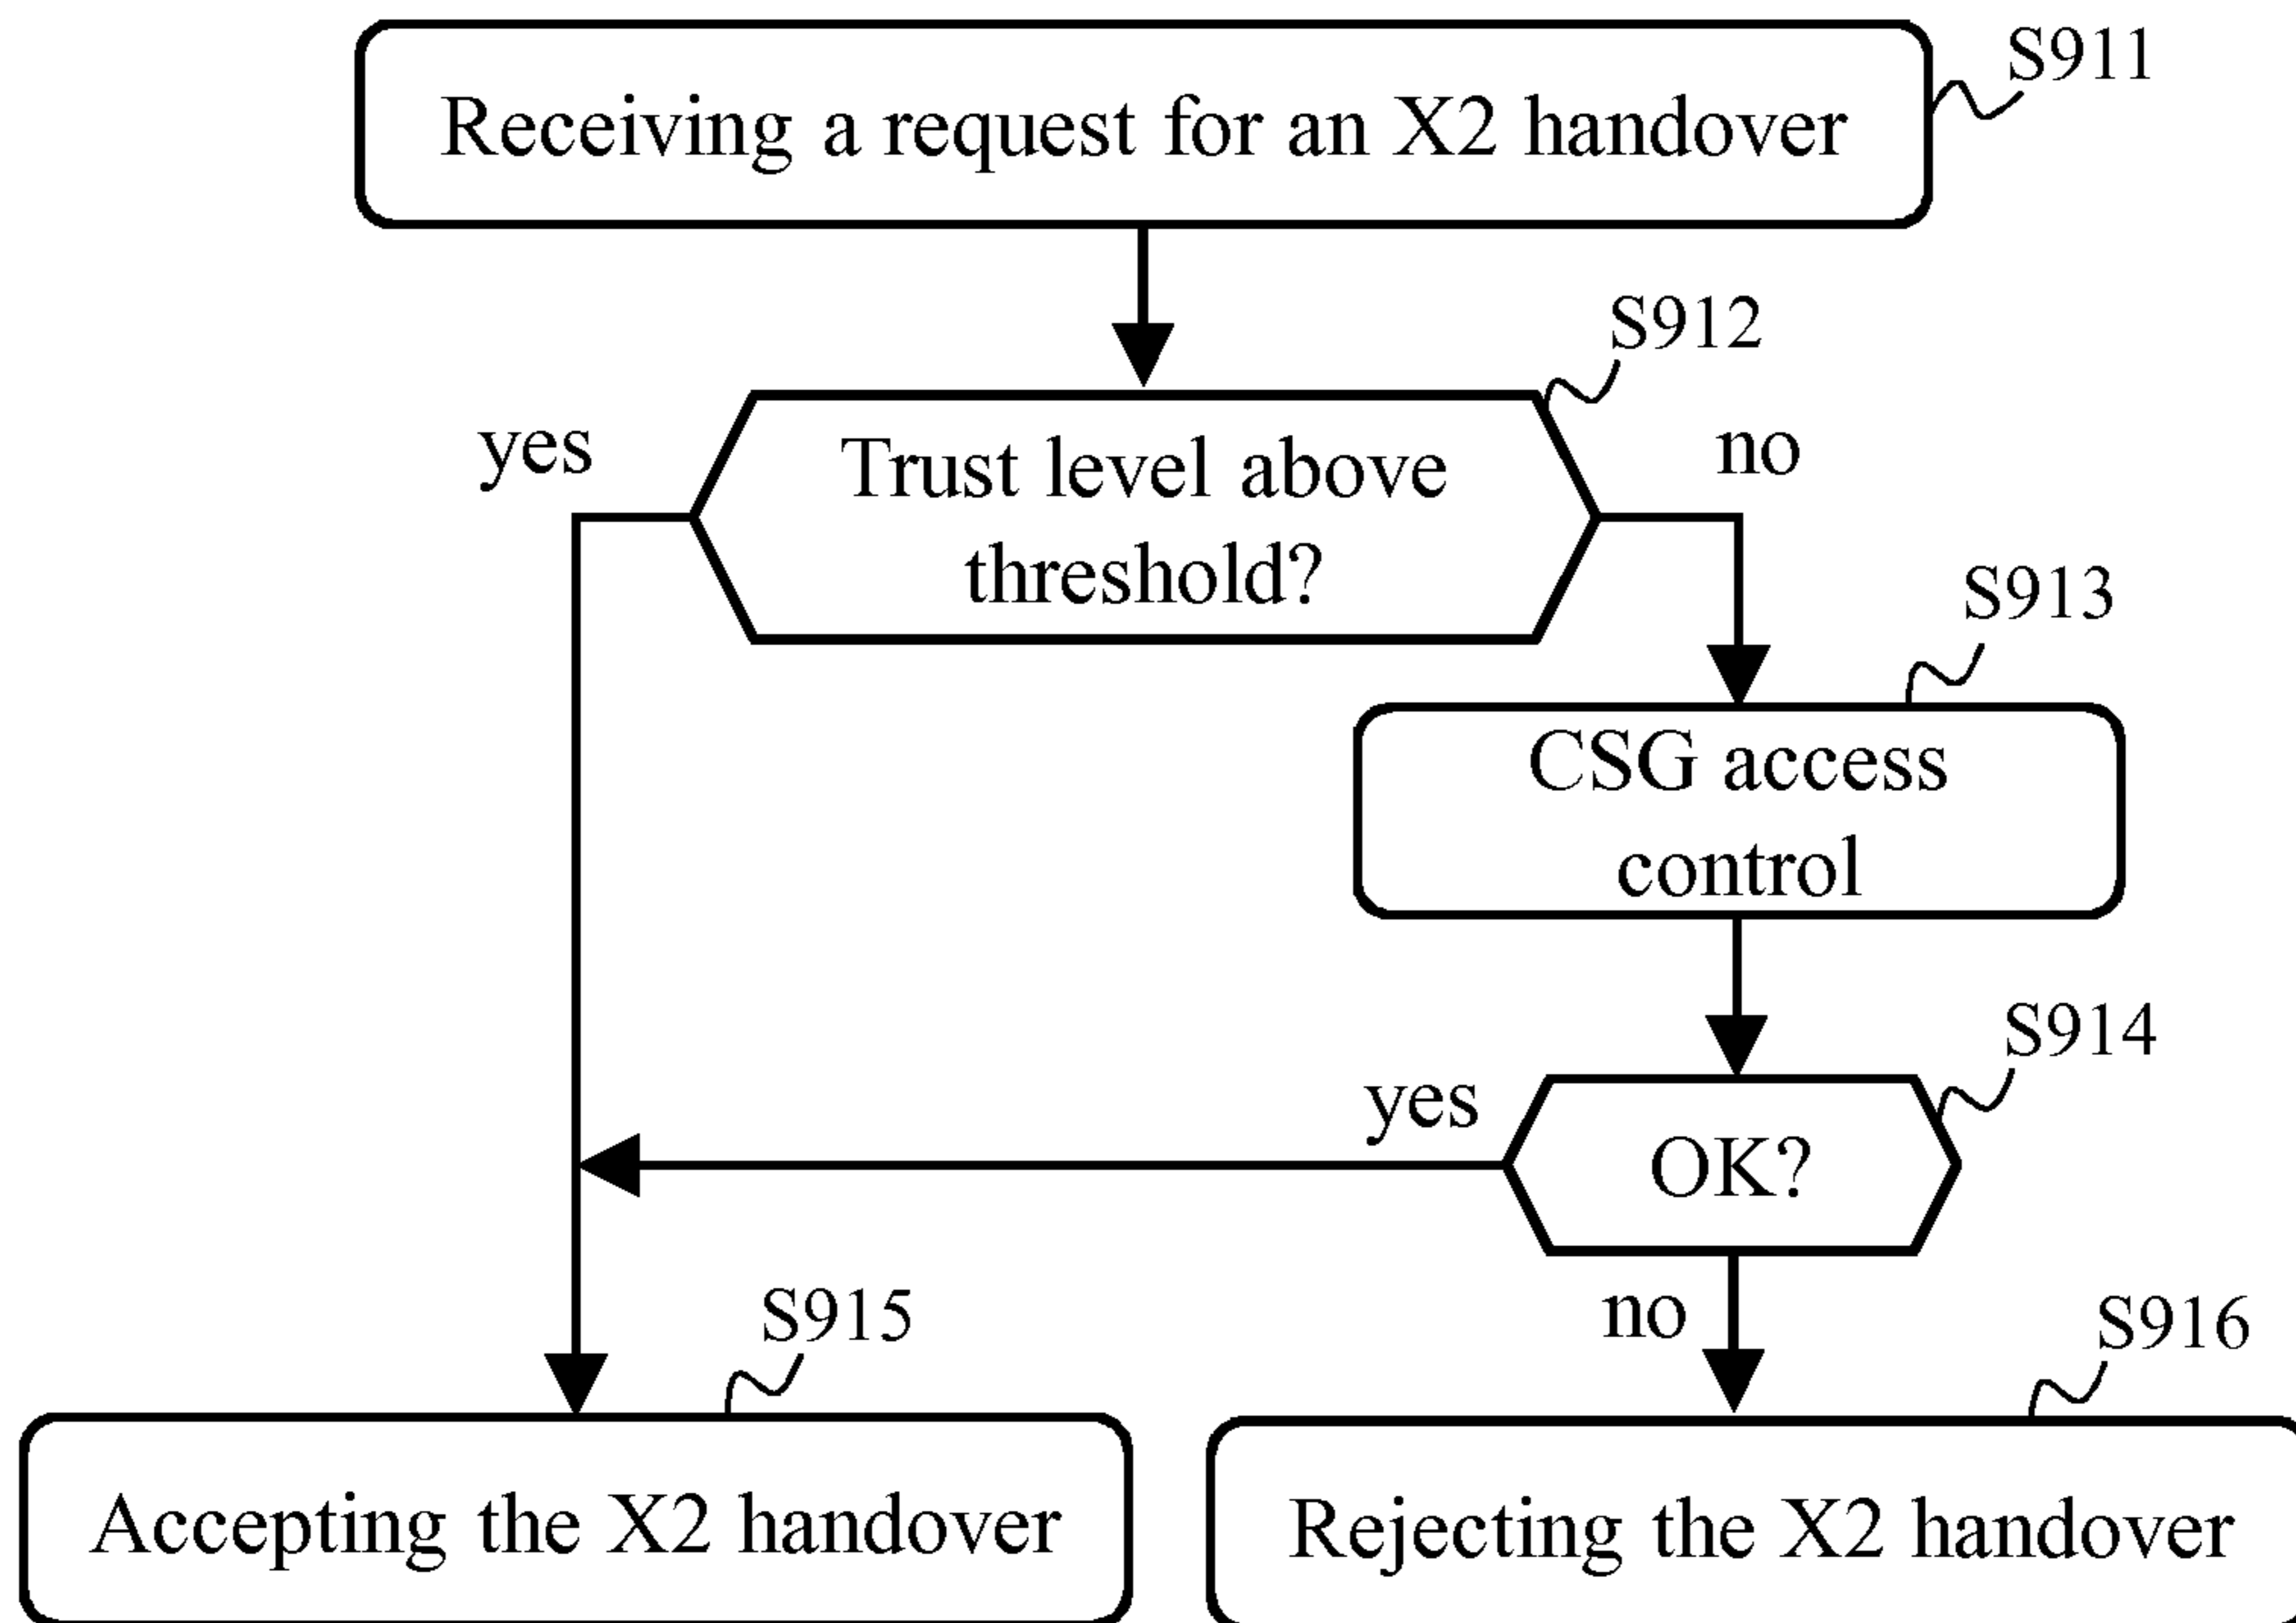 S911
Receiving a request for an X2 handover
S912
yes
no
Trust level above
threshold?
S913
CSG access
control
S914
yes
OK?
no
S915
S916
Accepting the X2 handover
Rejecting the X2 handover